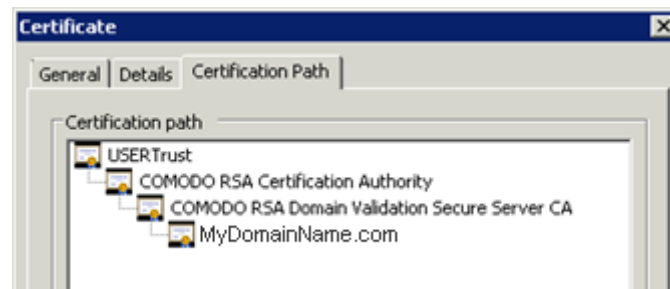 Certificate
General Details Certification Path
Certification path
USERTrust
COMODO RSA Certification Authority
COMODO RSA Domain Validation Secure Server CA
MyDomainName.com